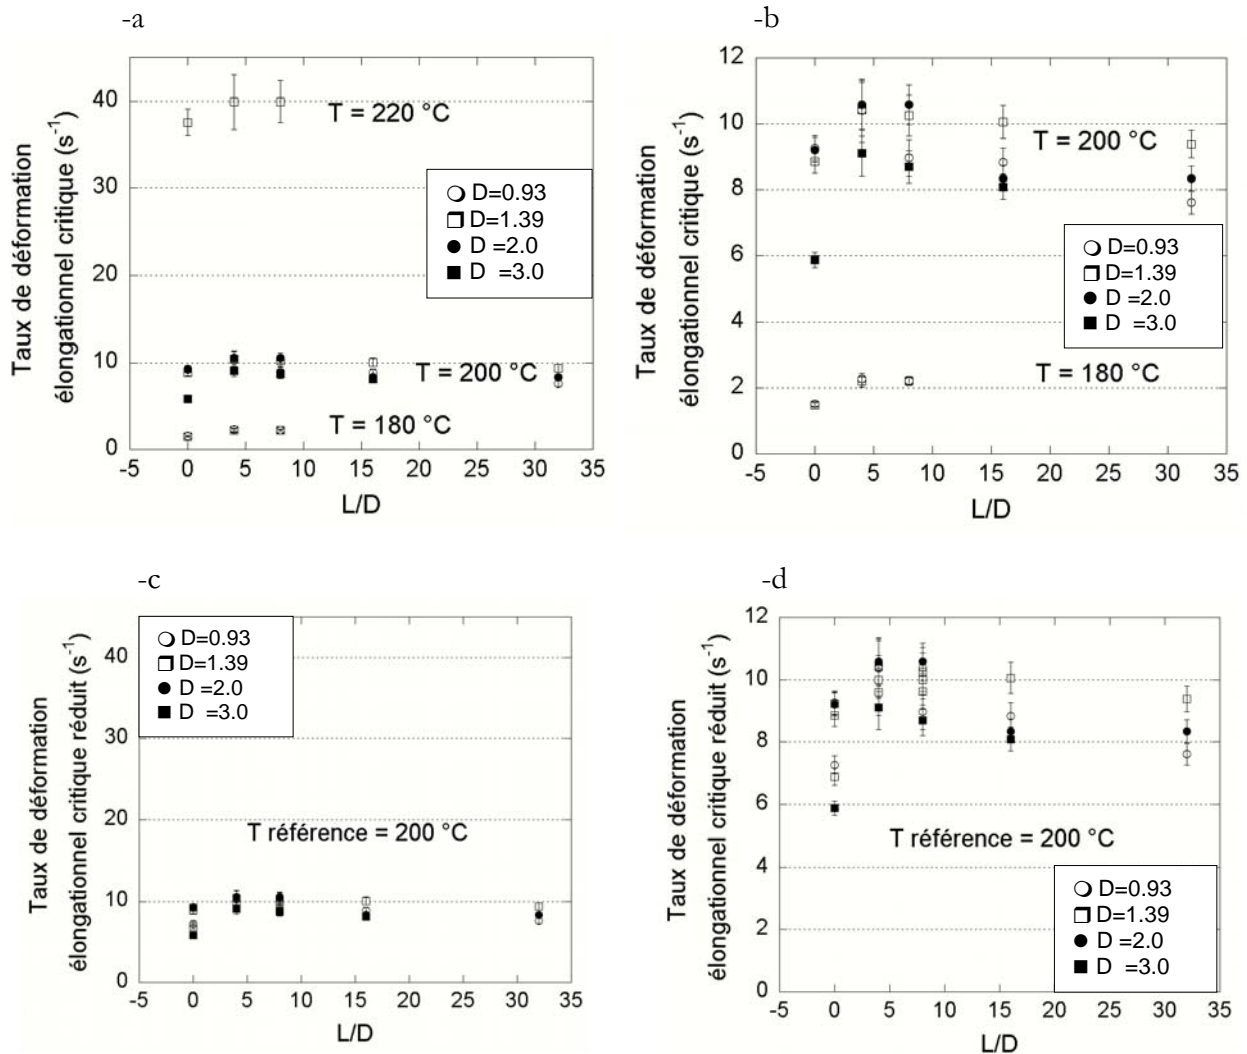 -a
Taux de déformation
élongationnel critique (s⁻¹)
40
30
20
10
0
T = 220 °C
D=0.93
D=1.39
D =2.0
D =3.0
T = 200 °C
T = 180 °C
-5 0 5 10 15 20 25 30 35
L/D
-b
Taux de déformation
élongationnel critique (s⁻¹)
12
10
8
6
4
2
0
T = 200 °C
D=0.93
D=1.39
D =2.0
D =3.0
T = 180 °C
-5 0 5 10 15 20 25 30 35
L/D
-c
Taux de déformation
élongationnel critique réduit (s⁻¹)
40
30
20
10
0
D=0.93
D=1.39
D =2.0
D =3.0
T référence = 200 °C
-5 0 5 10 15 20 25 30 35
L/D
-d
Taux de déformation
élongationnel critique réduit (s⁻¹)
12
10
8
6
4
2
0
T référence = 200 °C
D=0.93
D=1.39
D =2.0
D =3.0
-5 0 5 10 15 20 25 30 35
L/D